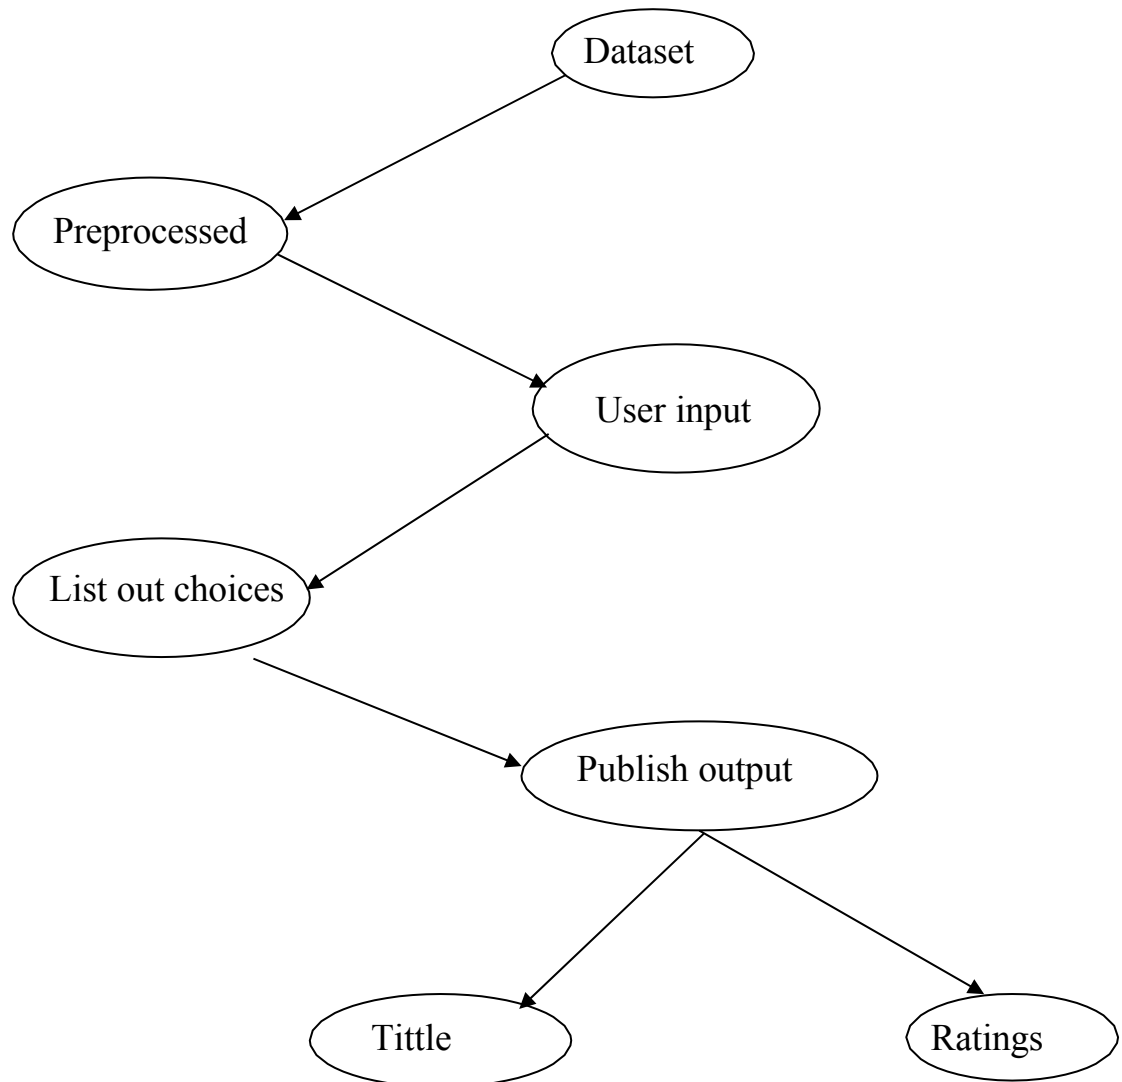 Dataset
Preprocessed
User input
List out choices
Publish output
Tittle
Ratings